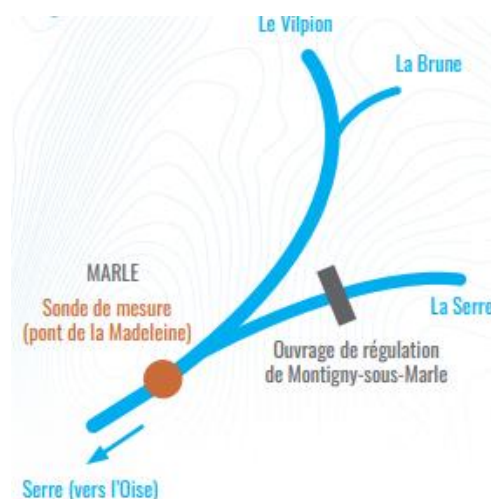 Le Vilpion
La Brune
MARLE
Sonde de mesure
(pont de la Madeleine)
La Serre
Ouvrage de régulation
de Montigny-sous-Marle
Serre (vers l'Oise)